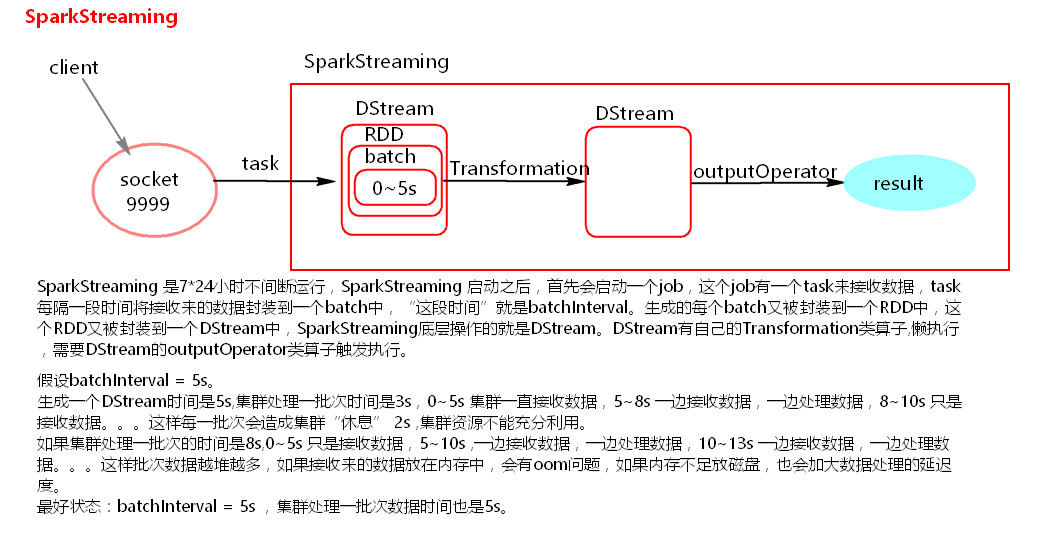 SparkStreaming
SparkStreaming
client
DStream
DStream
RDD
batch
task
Transformation
outputOperator
socket
9999
0~5s
result
SparkStreaming 是7*24小时不间断运行，SparkStreaming 启动之后，首先会启动一个job，这个job有一个task来接收数据，task
每隔一段时间将接收来的数据封装到一个batch中，“这段时间”就是batchInterval。生成的每个batch又被封装到一个RDD中，这
个RDD又被封装到一个DStream中，SparkStreaming底层操作的就是DStream。DStream有自己的Transformation类算子,懒执行
，需要DStream的outputOperator类算子触发执行。
假设batchInterval = 5s。
生成一个DStream时间是5s,集群处理一批次时间是3s，0~5s 集群一直接收数据，5~8s 一边接收数据，一边处理数据，8~10s 只是
接收数据。。。这样每一批次会造成集群“休息” 2s ,集群资源不能充分利用。
如果集群处理一批次的时间是8s,0~5s 只是接收数据，5~10s ,一边接收数据，一边处理数据，10~13s 一边接收数据，一边处理数
据。。。这样批次数据越堆越多，如果接收来的数据放在内存中，会有oom问题，如果内存不足放磁盘，也会加大数据处理的延迟
度。
最好状态：batchInterval = 5s ，集群处理一批次数据时间也是5s。